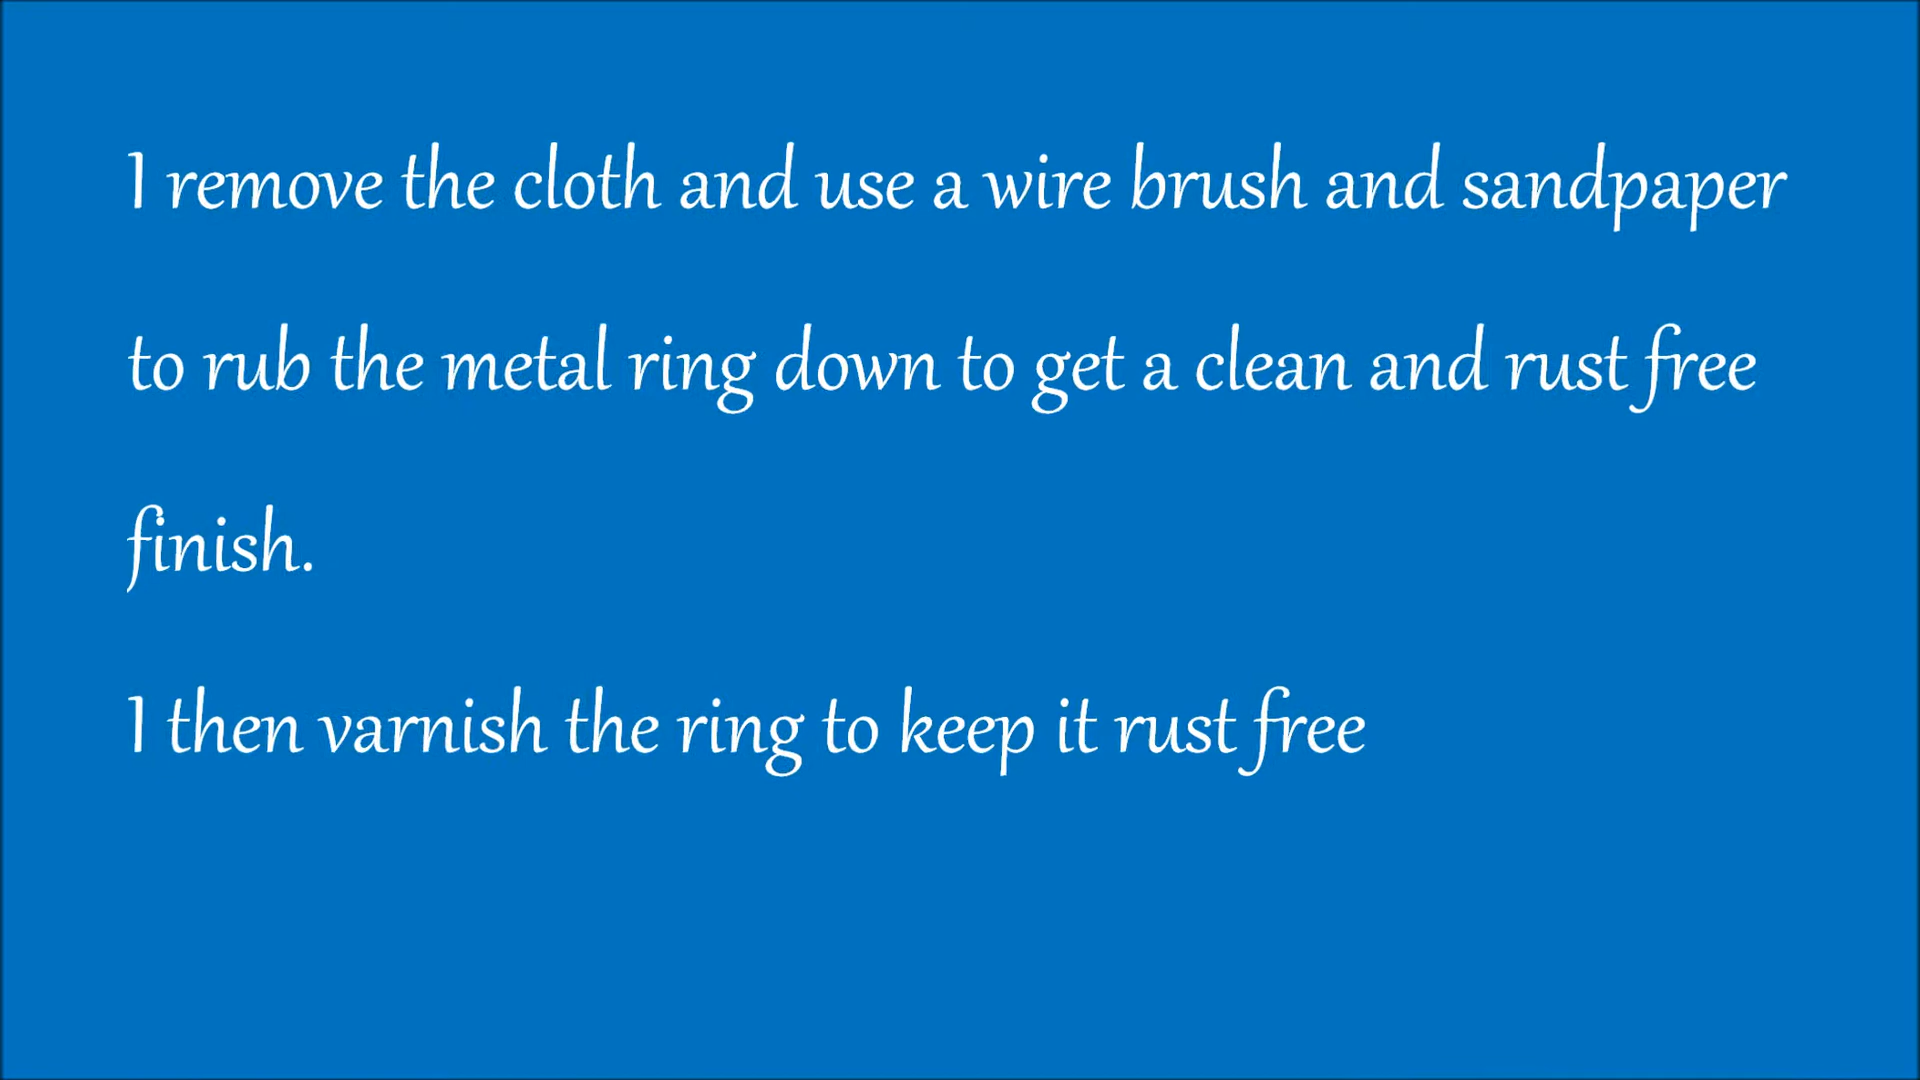 I remove the cloth and use a wire brush and sandpaper
to rub the metal ring down to get a clean and rust free
finish.
I then varnish the ring to keep it rust free